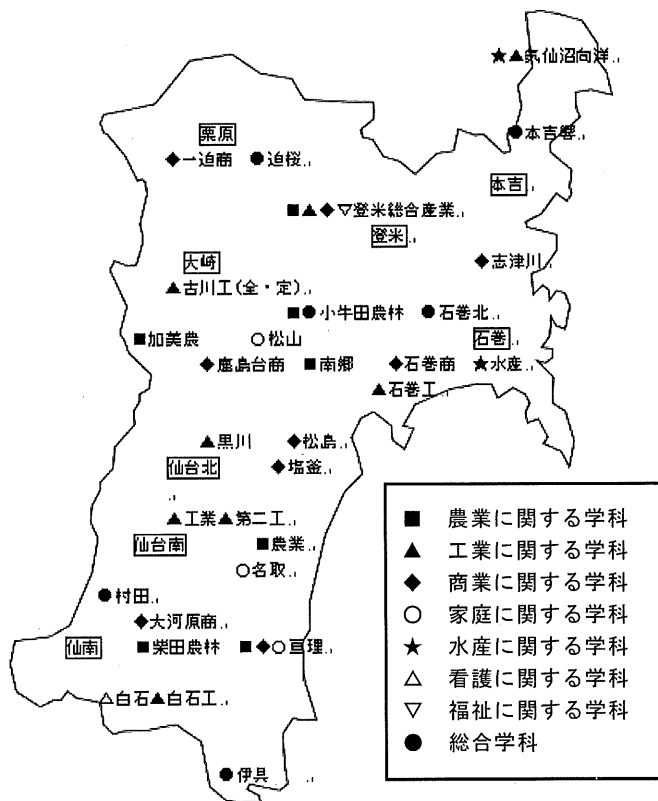 ★▲気仙沼向洋
●本吉響
栗原
◆一迫商 ●迫桜
本吉
■▲◆▽登米総合産業
登米
大崎
◆志津川
▲古川工(全・定)
■●小牛田農林 ●石巻北
■加美農 ○松山 石巻
◆鹿島台商 ■南郷 ◆石巻商 ★水産
▲石巻工
▲黒川 ◆松島
仙台北 ◆塩釜
▲工業▲第二工
仙台南 ■農業
○名取
●村田
◆大河原商
仙南 ■柴田農林 ■◆○亘理
△白石▲白石工
●伊具
■ 農業に関する学科
▲ 工業に関する学科
◆ 商業に関する学科
○ 家庭に関する学科
★ 水産に関する学科
△ 看護に関する学科
▽ 福祉に関する学科
● 総合学科